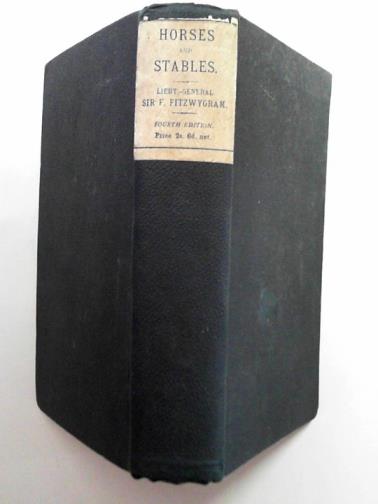 HORSES
AND
STABLES.
LIEUT.-GENERAL
SIR F. FITZWYGRAM.
FOURTH EDITION.
Price 2s. 6d. net.